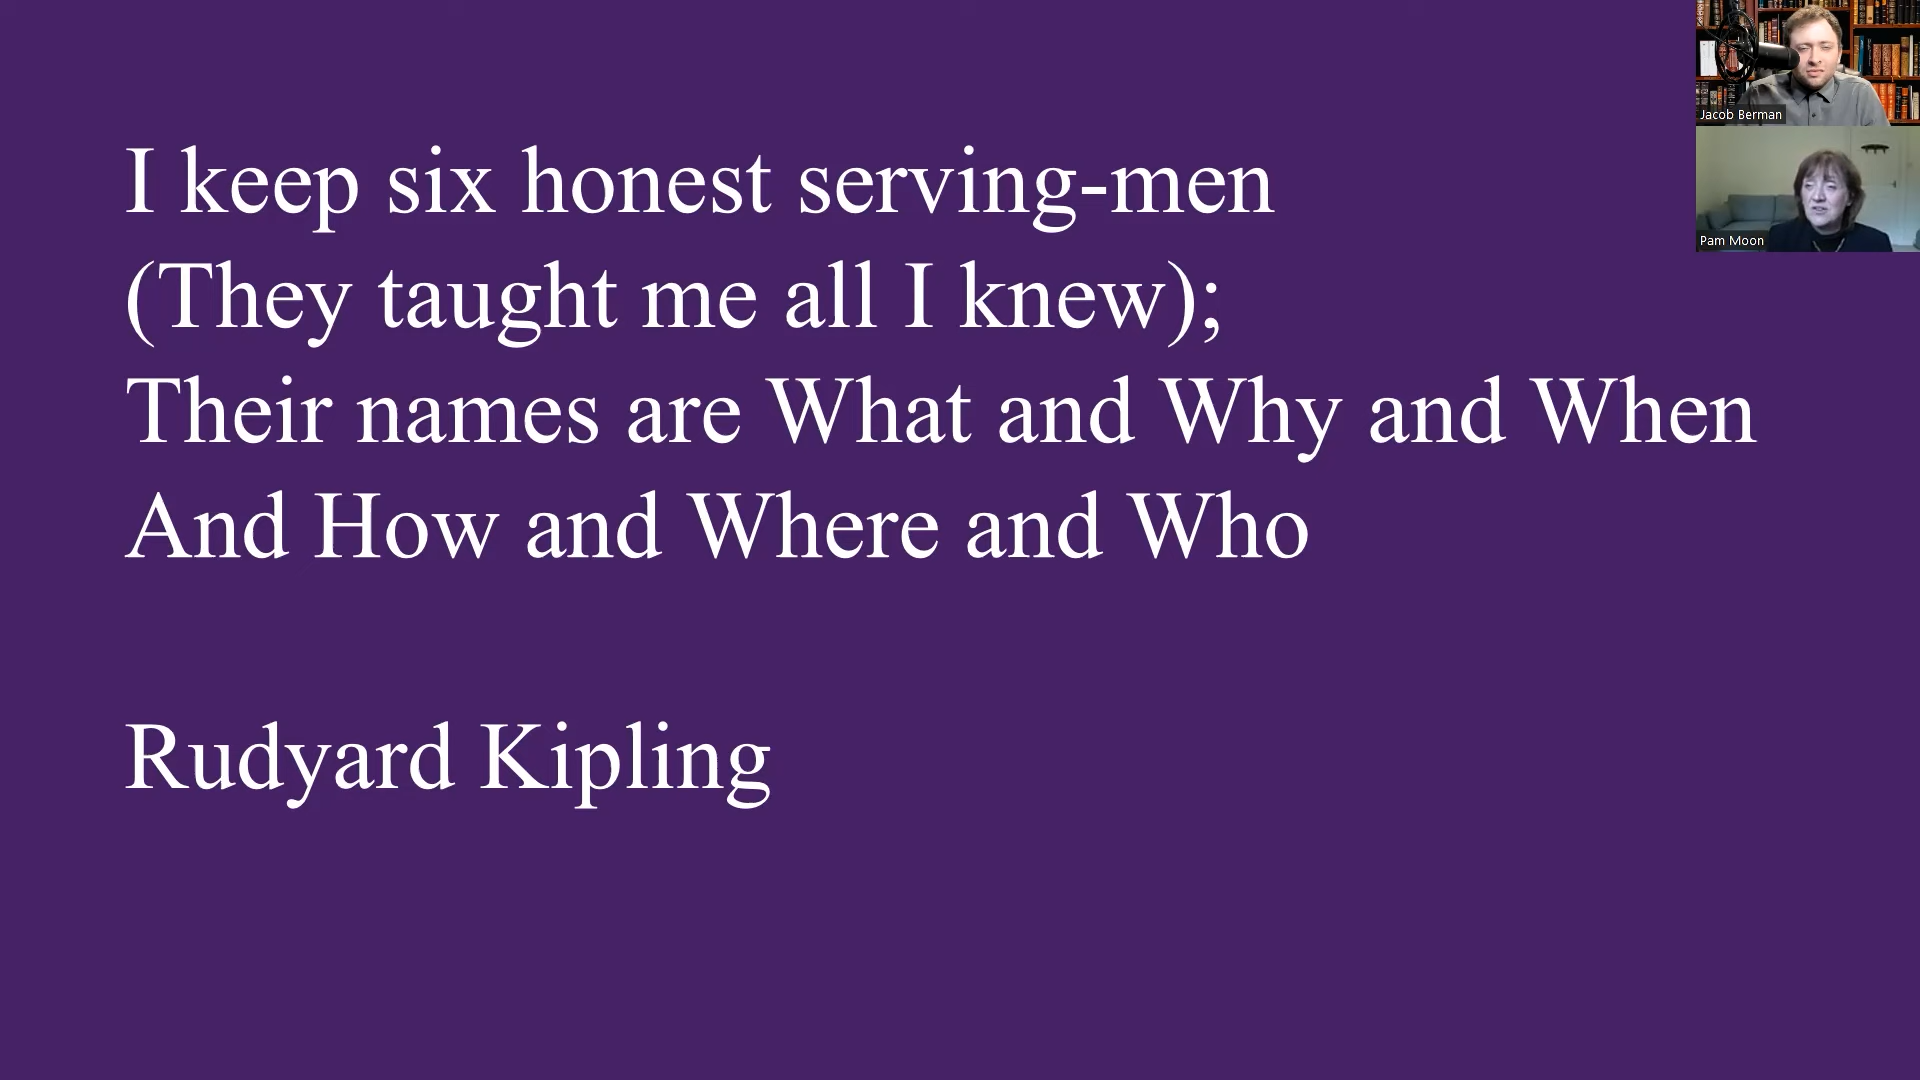 I keep six honest serving-men
(They taught me all I knew);
Their names are What and Why and When
And How and Where and Who
Rudyard Kipling
Jacob Berman
Pam Moon